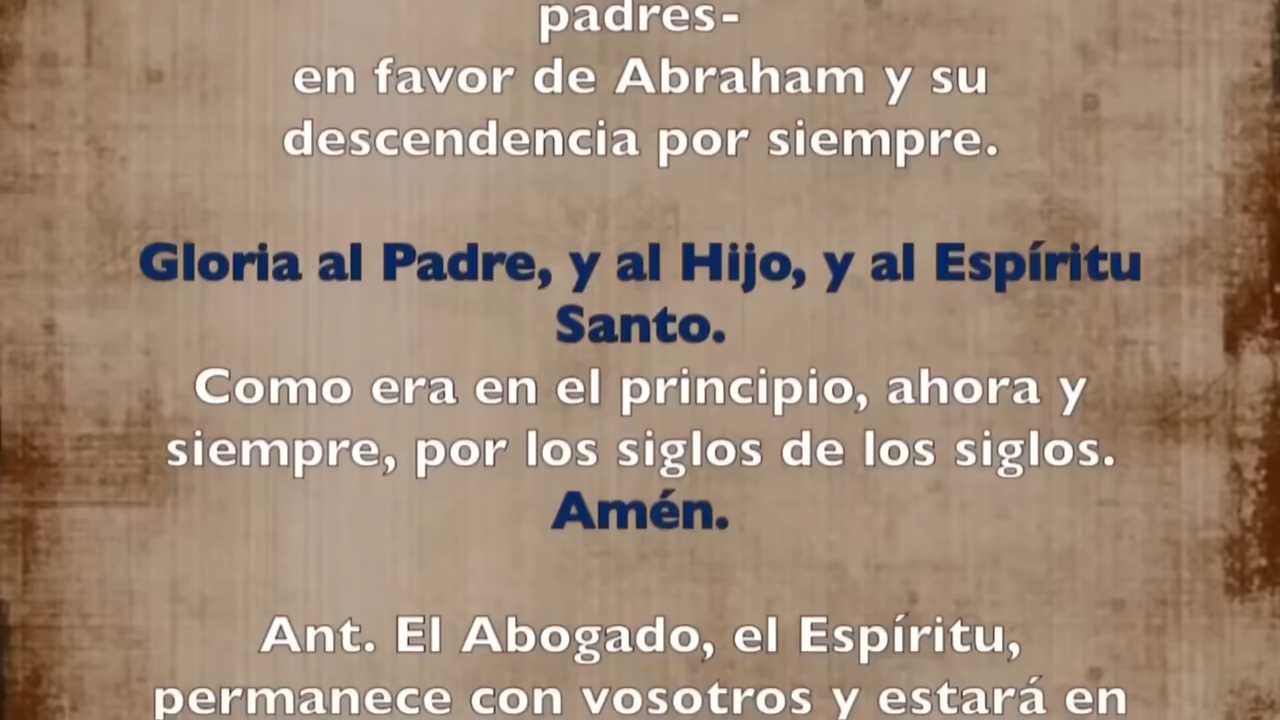 padres-
en favor de Abraham y su
descendencia por siempre.
Gloria al Padre, y al Hijo, y al Espíritu
Santo.
Como era en el principio, ahora y
siempre, por los siglos de los siglos.
Amén.
Ant. El Abogado, el Espíritu,
permanece con vosotros y estará en